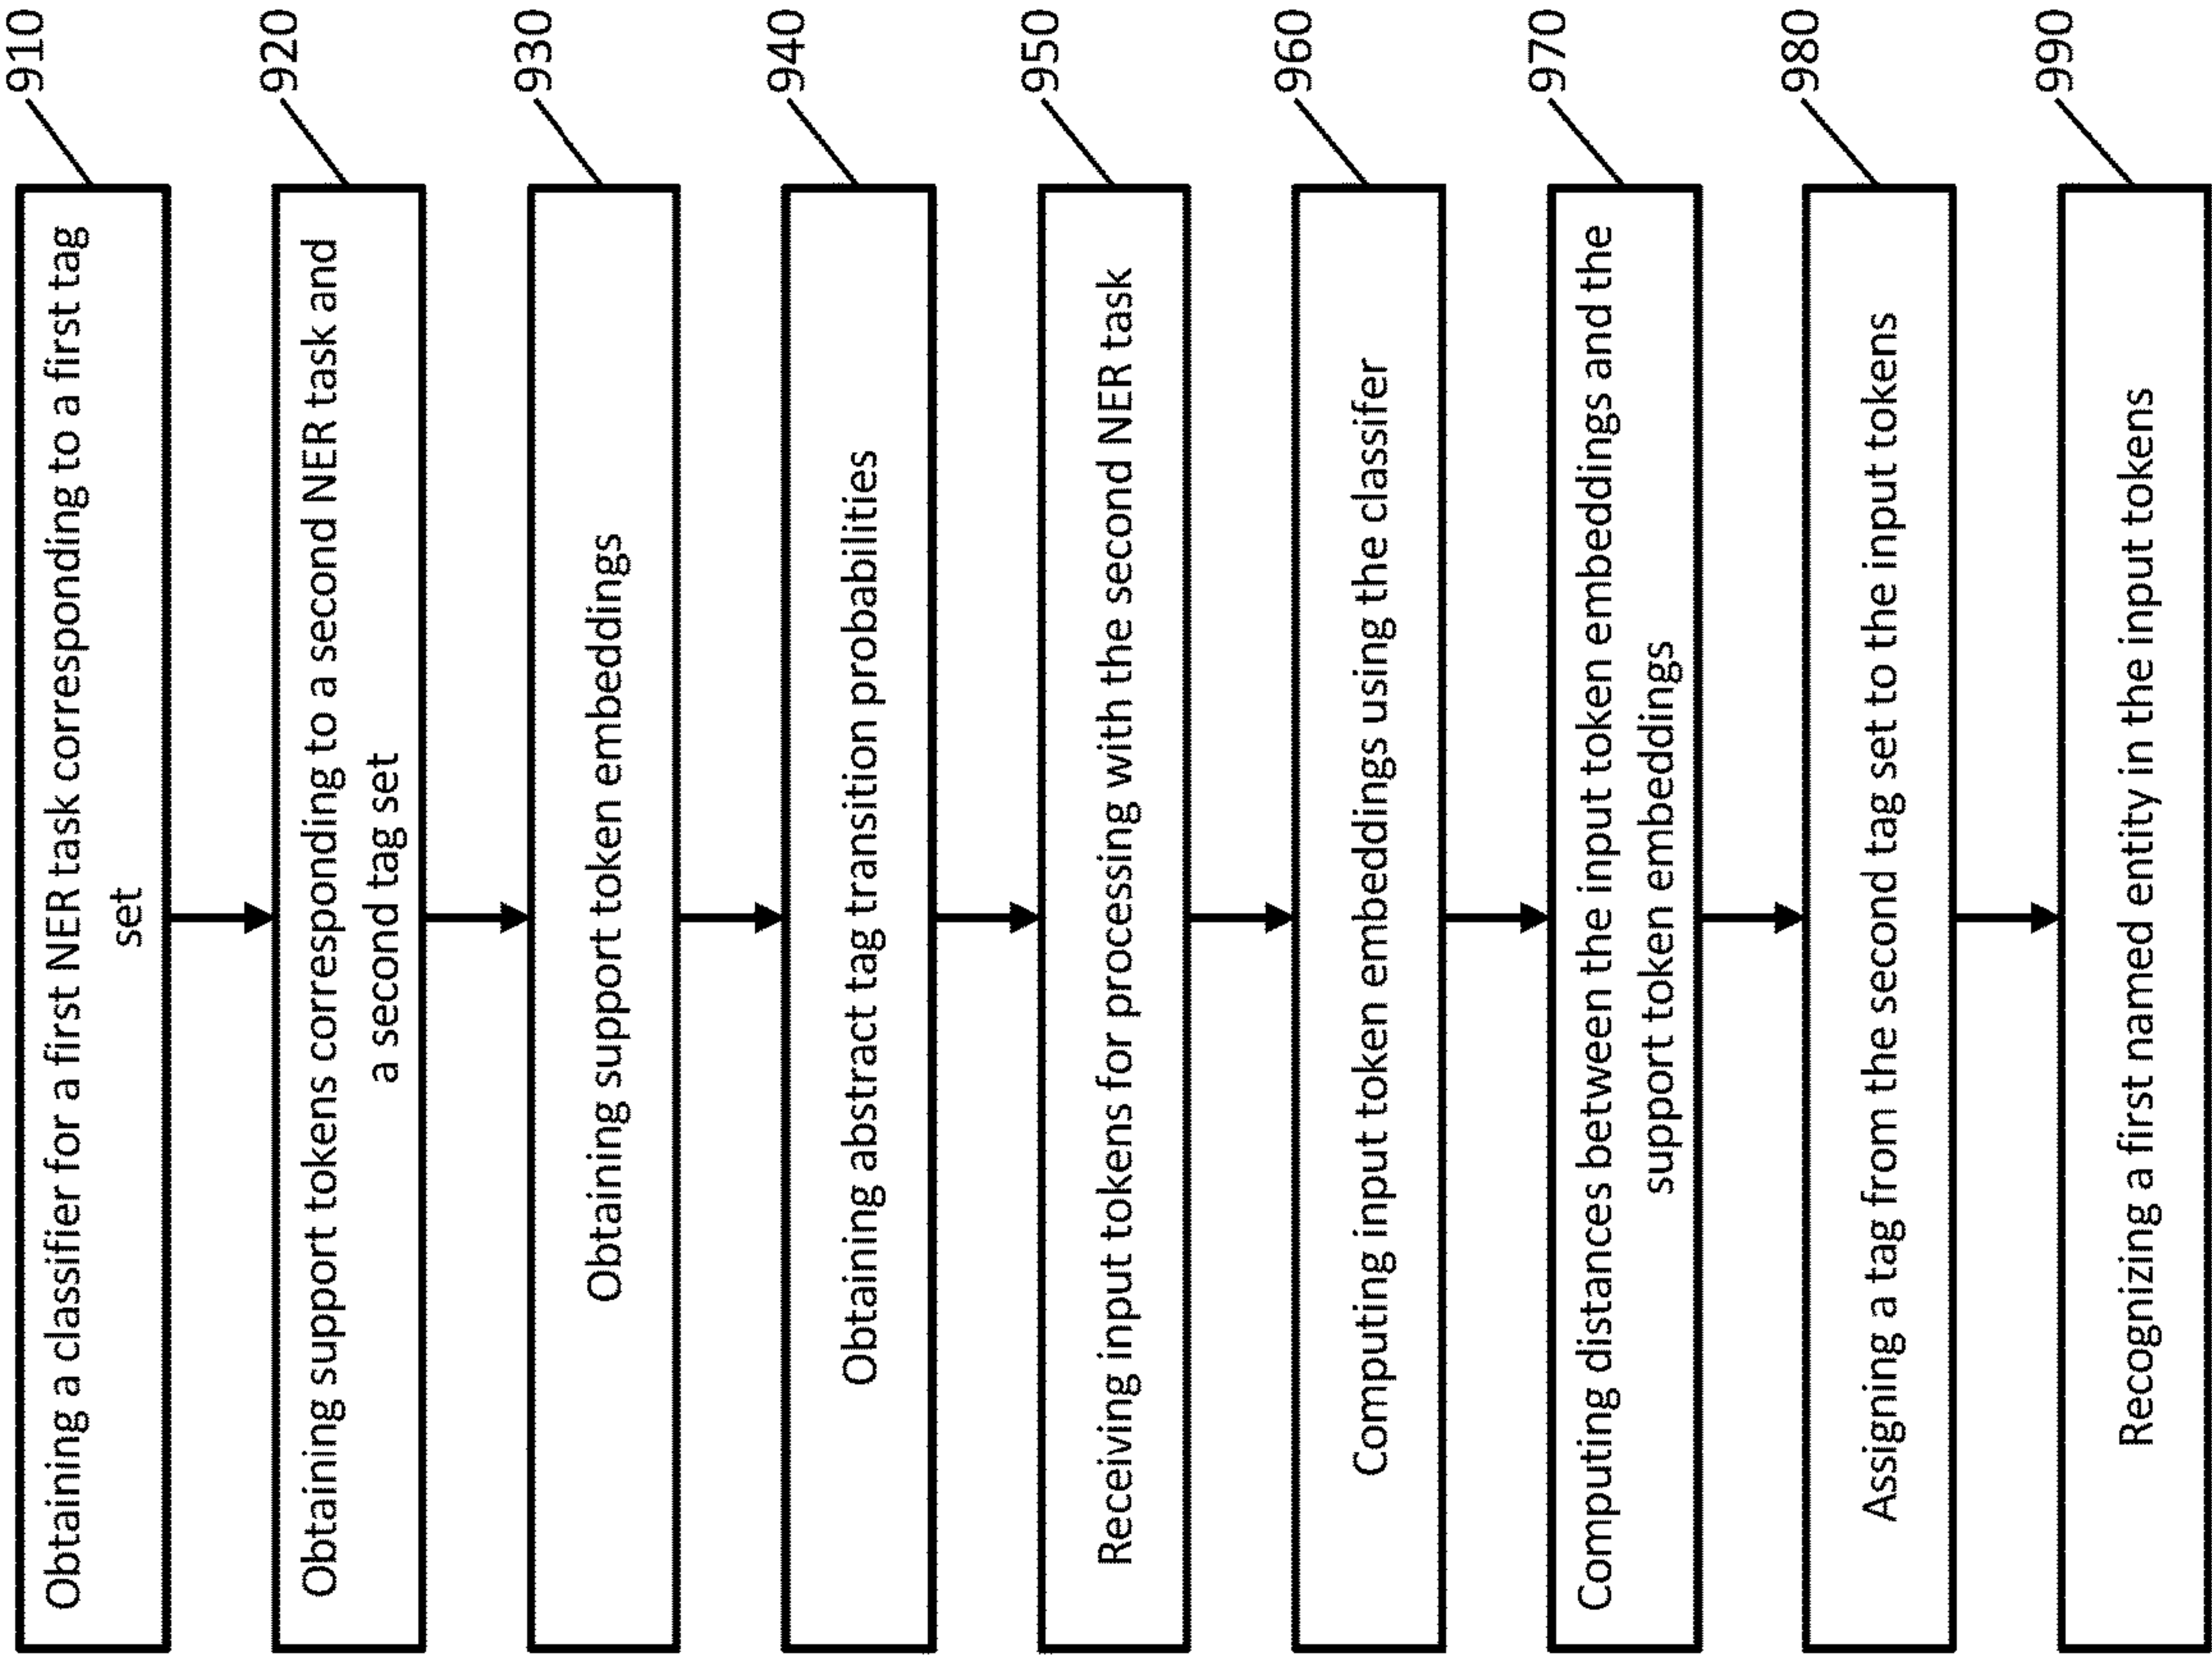 910
Obtaining a classifier for a first NER task corresponding to a first tag
set
920
Obtaining support tokens corresponding to a second NER task and
a second tag set
930
Obtaining support token embeddings
940
Obtaining abstract tag transition probabilities
950
Receiving input tokens for processing with the second NER task
960
Computing input token embeddings using the classifer
970
Computing distances between the input token embeddings and the
support token embeddings
980
Assigning a tag from the second tag set to the input tokens
990
Recognizing a first named entity in the input tokens